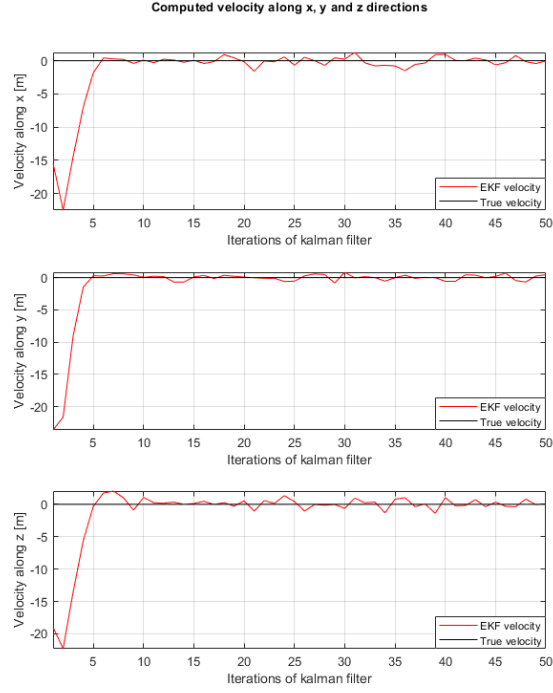 Computed velocity along x, y and z directions
Velocity along x [m]
0
-5
-10
-15
-20
5 10 15 20 25 30 35 40 45 50
Iterations of kalman filter
EKF velocity
True velocity
Velocity along y [m]
0
-5
-10
-15
-20
5 10 15 20 25 30 35 40 45 50
Iterations of kalman filter
EKF velocity
True velocity
Velocity along z [m]
0
-5
-10
-15
-20
5 10 15 20 25 30 35 40 45 50
Iterations of kalman filter
EKF velocity
True velocity